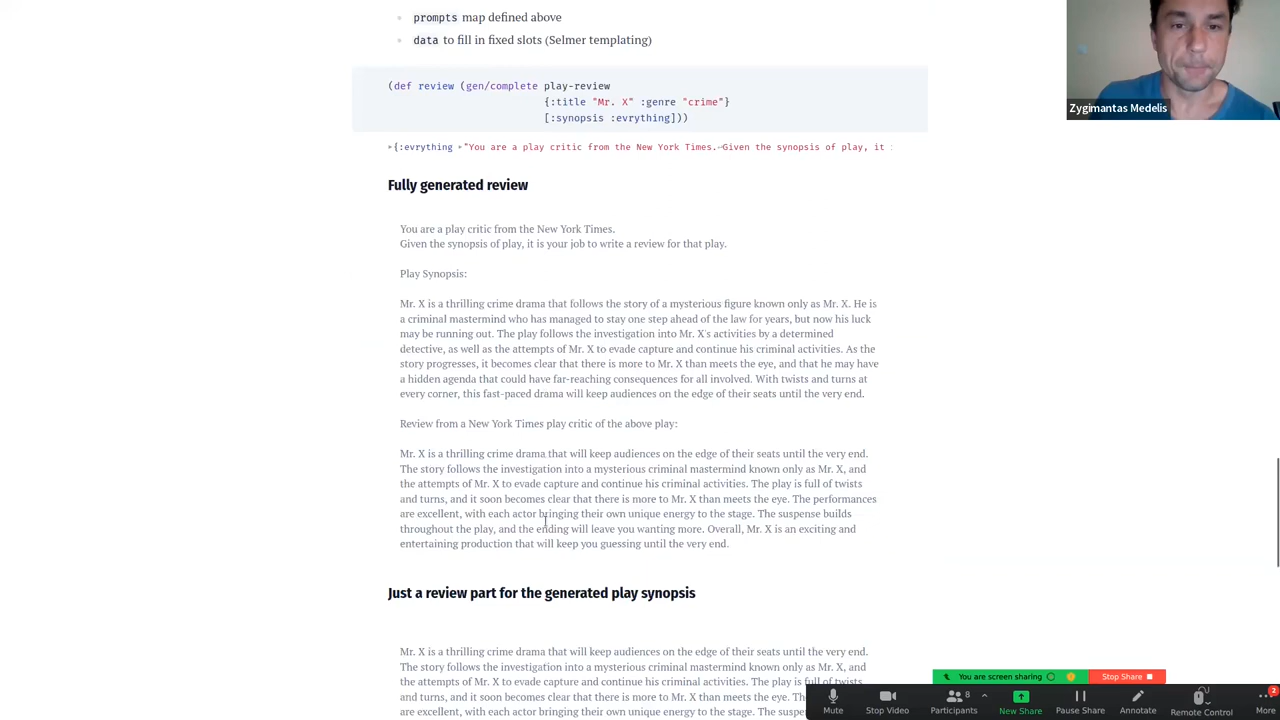 prompts map defined above
data to fill in fixed slots (Selmer templating)
(def review (gen/complete play-review
{:title "Mr. X" :genre "crime"}
[:synopsis :evrything]))
{:evrything "You are a play critic from the New York Times.↩Given the synopsis of play, it i
Fully generated review
You are a play critic from the New York Times.
Given the synopsis of play, it is your job to write a review for that play.
Play Synopsis:
Mr. X is a thrilling crime drama that follows the story of a mysterious figure known only as Mr. X. He is
a criminal mastermind who has managed to stay one step ahead of the law for years, but now his luck
may be running out. The play follows the investigation into Mr. X's activities by a determined
detective, as well as the attempts of Mr. X to evade capture and continue his criminal activities. As the
story progresses, it becomes clear that there is more to Mr. X than meets the eye, and that he may have
a hidden agenda that could have far-reaching consequences for all involved. With twists and turns at
every corner, this fast-paced drama will keep audiences on the edge of their seats until the very end.
Review from a New York Times play critic of the above play:
Mr. X is a thrilling crime drama that will keep audiences on the edge of their seats until the very end.
The story follows the investigation into a mysterious criminal mastermind known only as Mr. X, and
the attempts of Mr. X to evade capture and continue his criminal activities. The play is full of twists
and turns, and it soon becomes clear that there is more to Mr. X than meets the eye. The performances
are excellent, with each actor bringing their own unique energy to the stage. The suspense builds
throughout the play, and the ending will leave you wanting more. Overall, Mr. X is an exciting and
entertaining production that will keep you guessing until the very end.
Just a review part for the generated play synopsis
Mr. X is a thrilling crime drama that will keep audiences on the edge of their seats until the very end.
The story follows the investigation into a mysterious criminal mastermind known only as Mr. X, and
the attempts of Mr. X to evade capture and continue his criminal activities. The play is full of twists
and turns, and it soon becomes clear that there is more to Mr. X than meets the eye.
throughout the play, and the
Zygimantas Medelis
You are screen sharing
Stop Share
Mute
Stop Video
Participants
8
New Share
Pause Share
Annotate
Remote Control
More
2